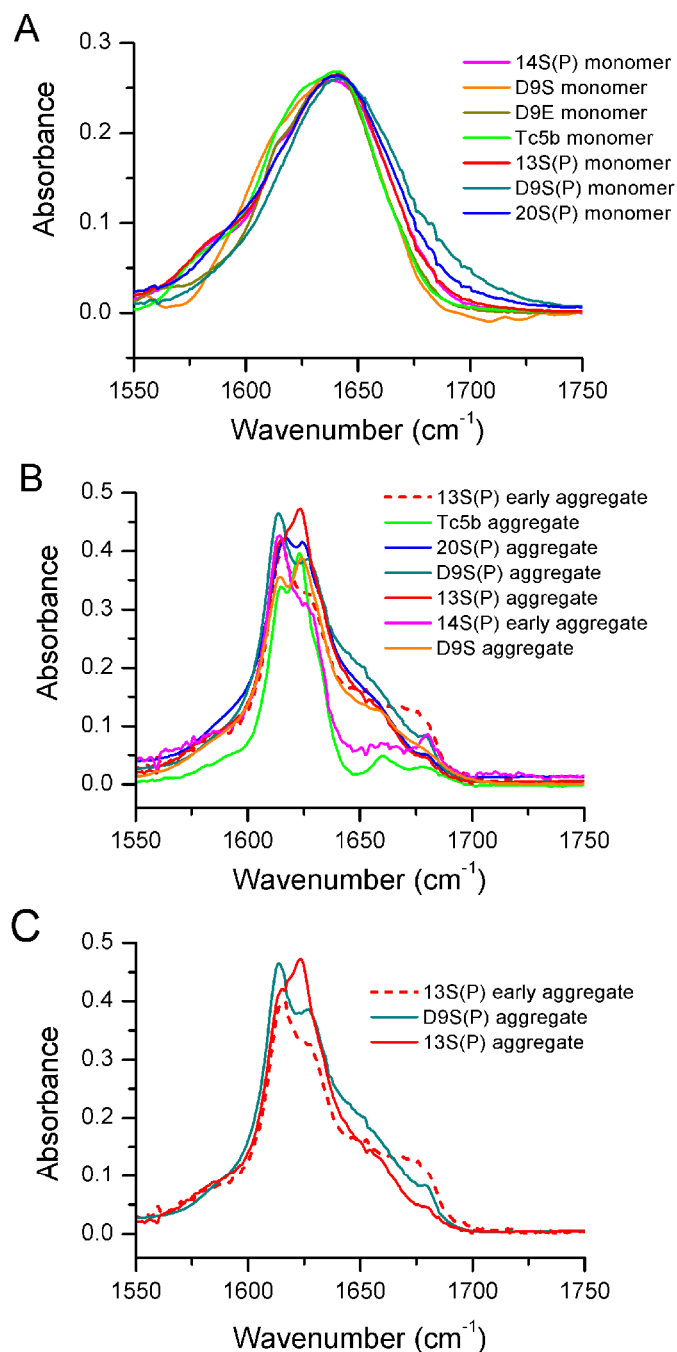 A
0.3
0.2
0.1
0.0
Absorbance
14S(P) monomer
D9S monomer
D9E monomer
Tc5b monomer
13S(P) monomer
D9S(P) monomer
20S(P) monomer
1550 1600 1650 1700 1750
Wavenumber (cm⁻¹)
B
0.5
0.4
0.3
0.2
0.1
0.0
Absorbance
13S(P) early aggregate
Tc5b aggregate
20S(P) aggregate
D9S(P) aggregate
13S(P) aggregate
14S(P) early aggregate
D9S aggregate
1550 1600 1650 1700 1750
Wavenumber (cm⁻¹)
C
0.5
0.4
0.3
0.2
0.1
0.0
Absorbance
13S(P) early aggregate
D9S(P) aggregate
13S(P) aggregate
1550 1600 1650 1700 1750
Wavenumber (cm⁻¹)